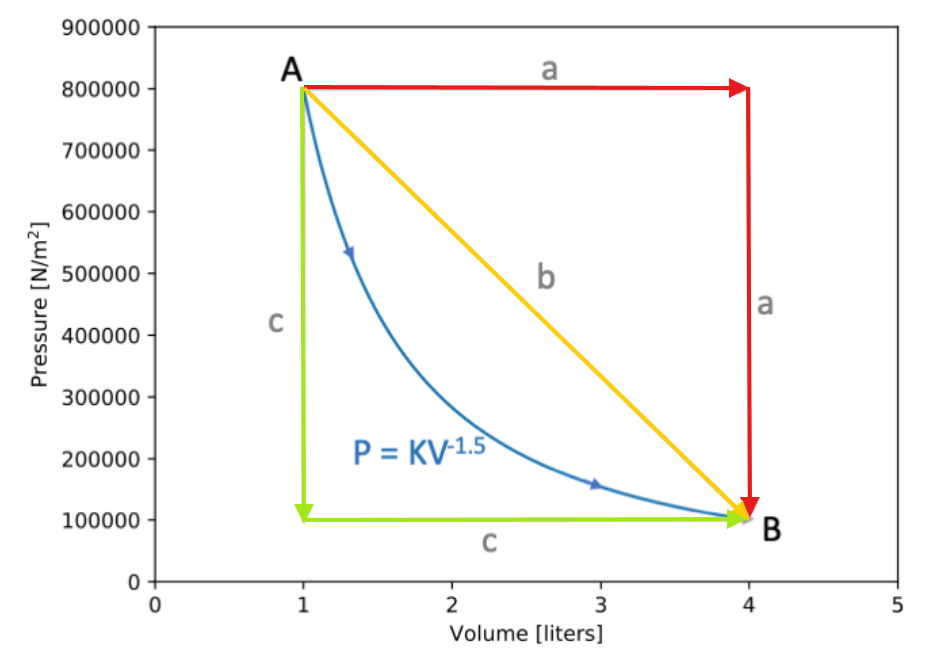 900000
800000
700000
600000
500000
400000
300000
200000
100000
0
Pressure [N/m²]
A
a
a
b
c
c
P = KV⁻¹·⁵
B
0 1 2 3 4 5
Volume [liters]